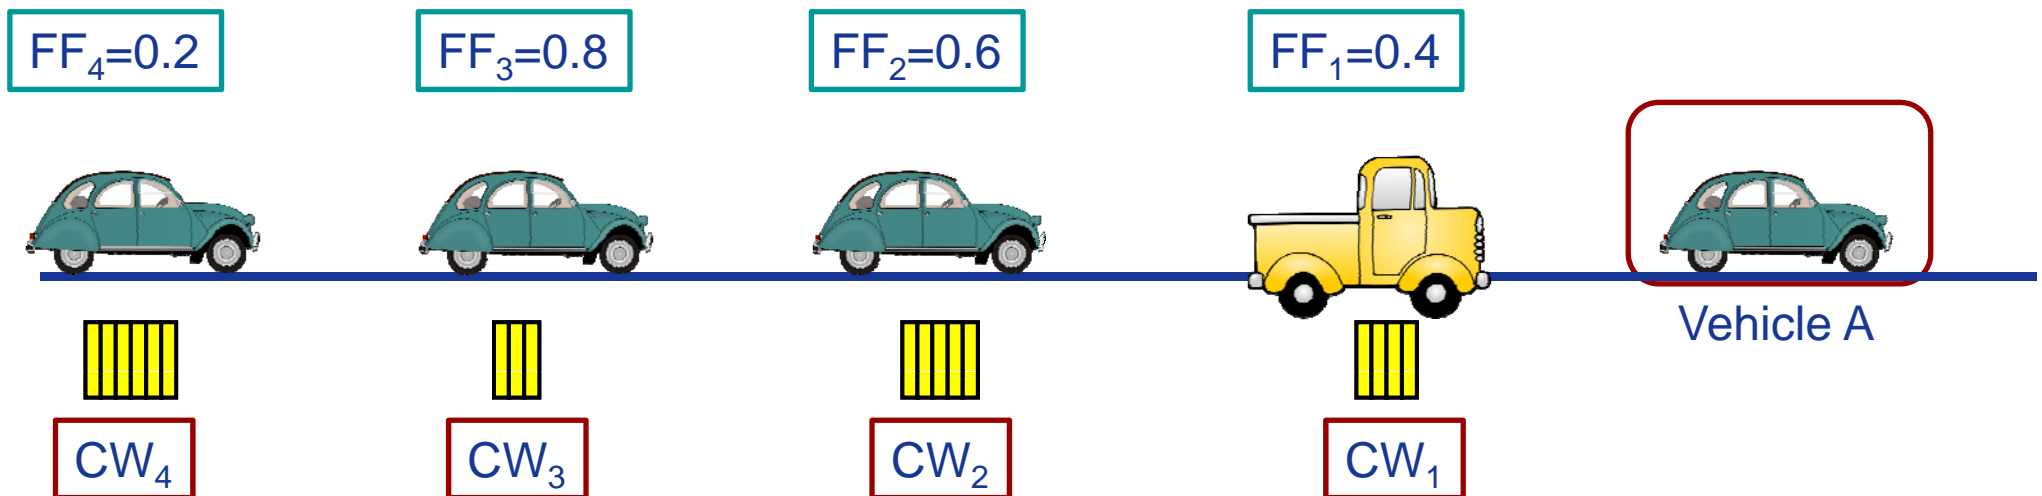 FF₄=0.2
FF₃=0.8
FF₂=0.6
FF₁=0.4
Vehicle A
CW₄
CW₃
CW₂
CW₁